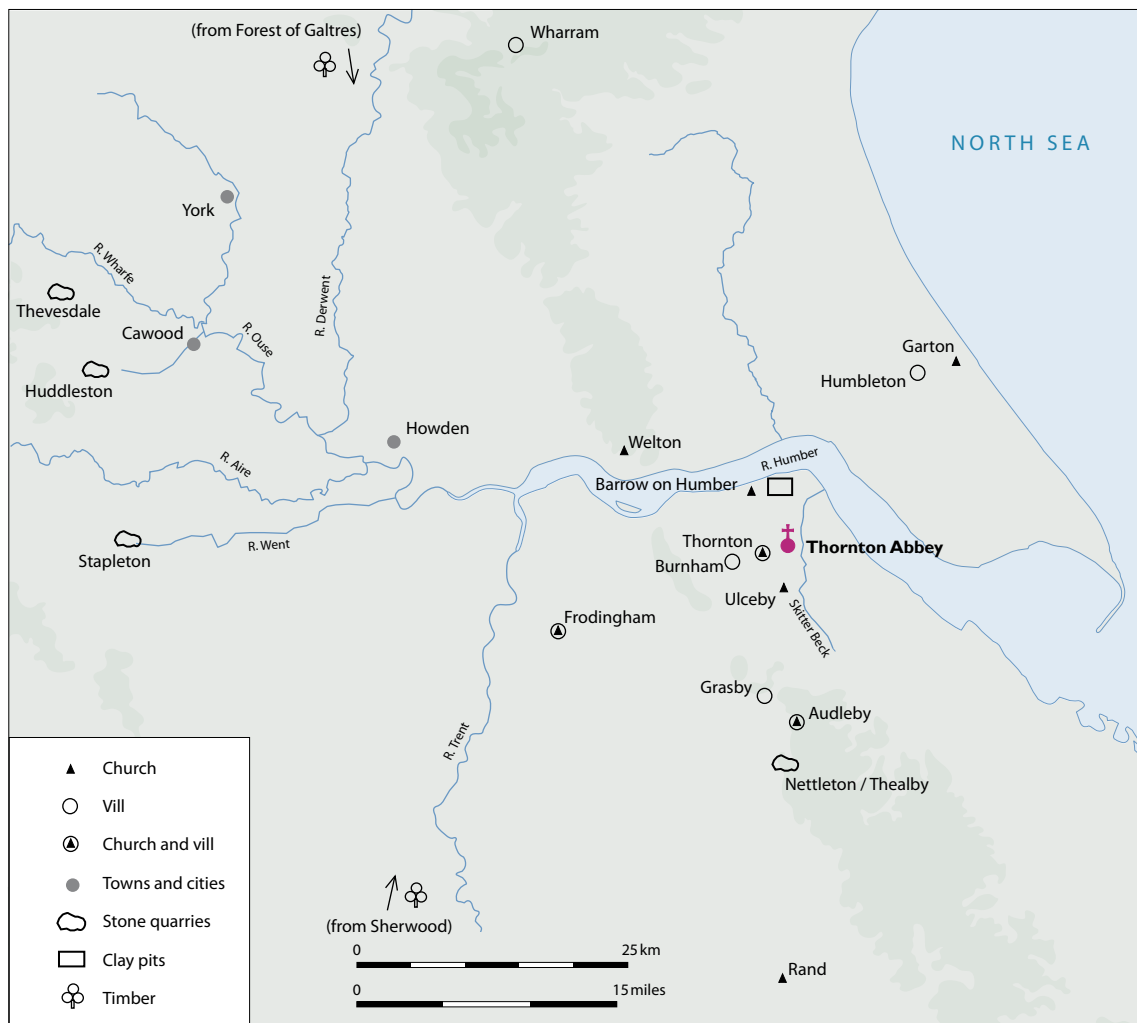 (from Forest of Galtres)
Wharram
NORTH SEA
York
R. Wharfe
R. Derwent
Thevesdale
Cawood
R. Ouse
Garton
Huddleston
Humbleton
Howden
Welton
R. Humber
R. Aire
Barrow on Humber
Stapleton
R. Went
Thornton
Thornton Abbey
Burnham
Ulceby
Skitter Beck
Frodingham
Grasby
Audleby
R. Trent
Nettleton / Thealby
Church
Vill
Church and vill
Towns and cities
Stone quarries
Clay pits
Timber
(from Sherwood)
0 25 km
0 15 miles
Rand